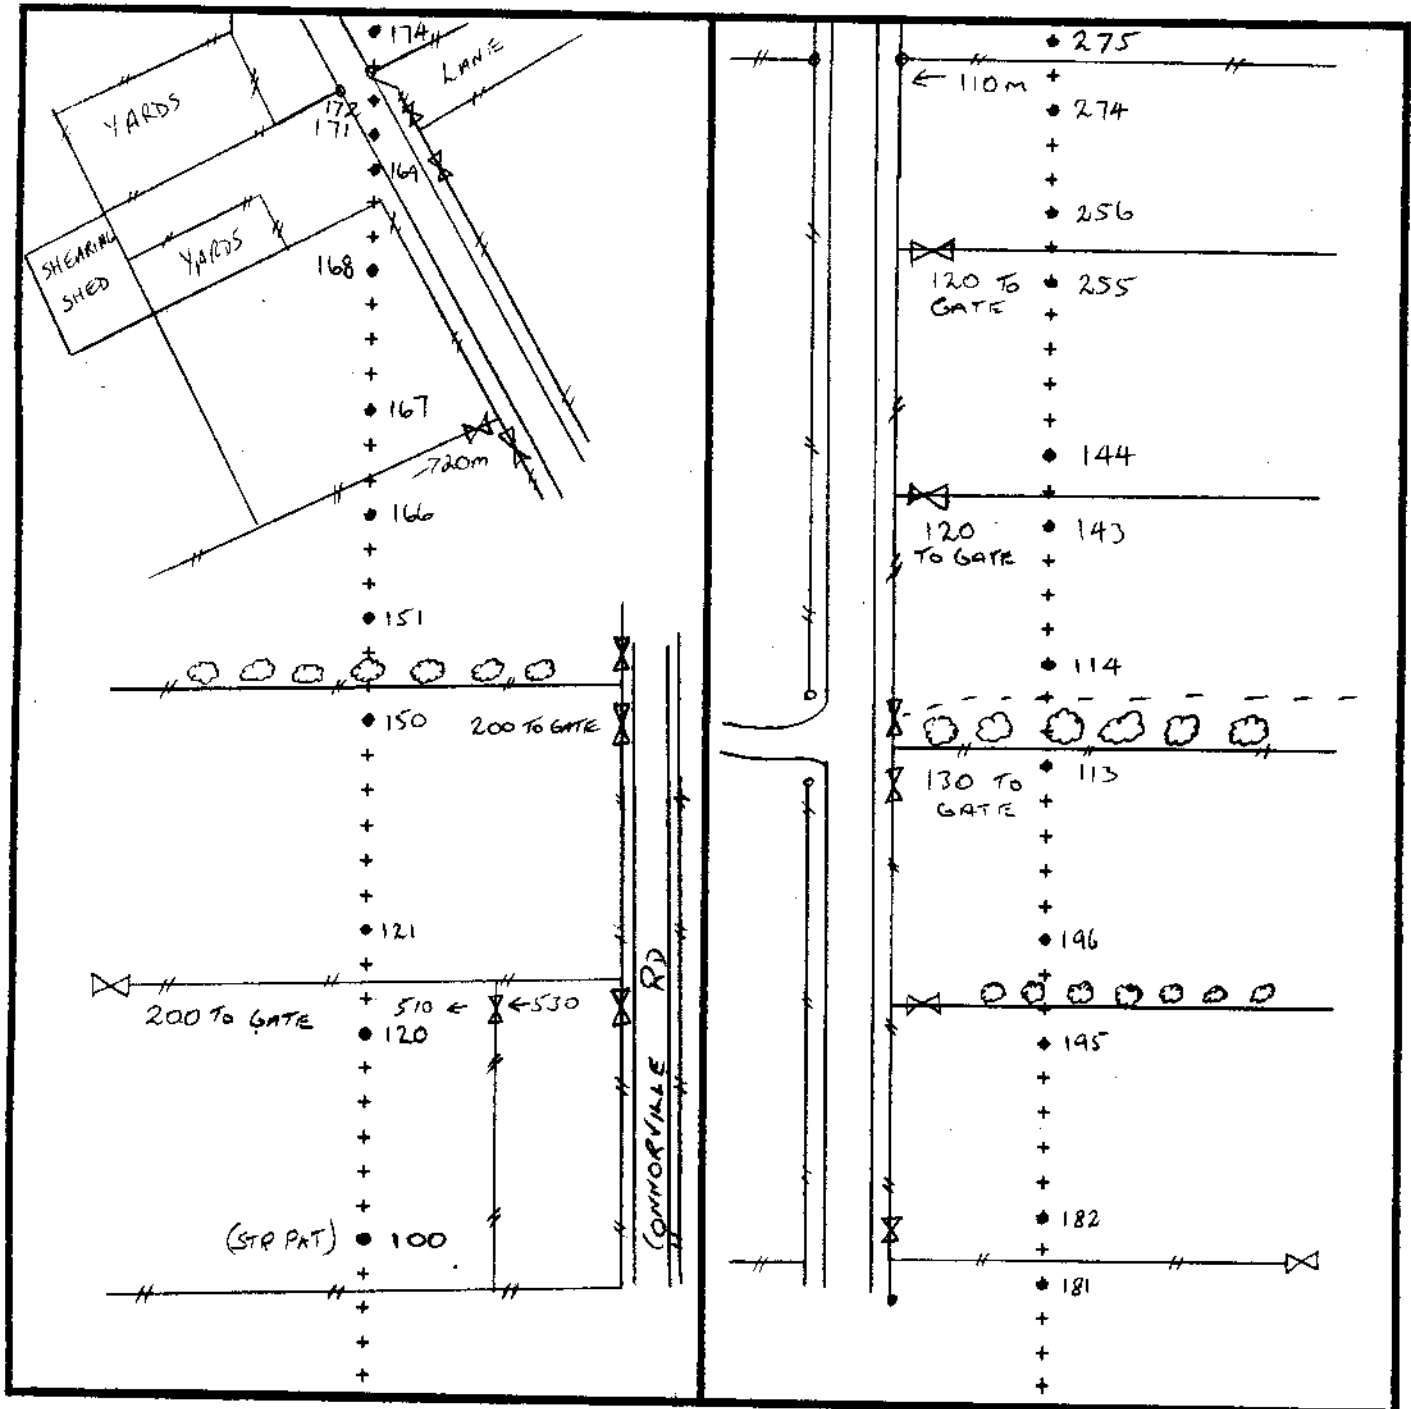 174
LANE
YARDS
172
171
169
SHEARING
SHED
YARDS
168
167
720m
166
151
150
200 TO GATE
121
200 TO GATE
510 ← ← 530
120
CONNORVILLE RD
(STR PAT) 100
275
← 110m
274
256
120 TO
GATE
255
144
120
TO GATE
143
114
130 TO
GATE
113
196
195
182
181